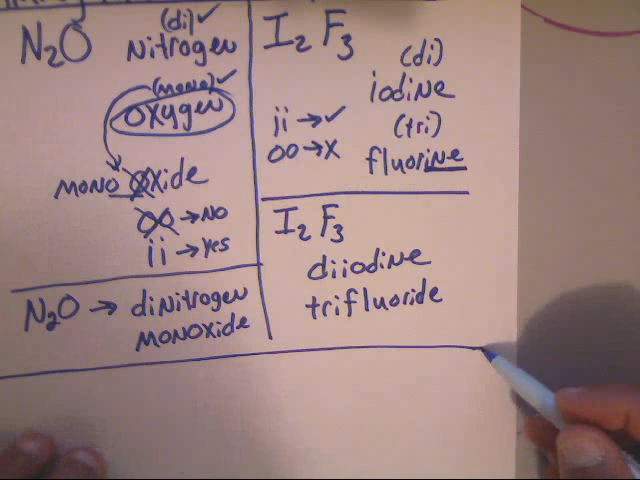 N2O
(di) ✓
Nitrogen
(mono) ✓
oxygen
mono oxide
oo → No
ii → Yes
N2O → diNitrogen
monoxide
I2 F3
(di)
iodine
ii → ✓
(tri)
oo → X
fluorine
I2 F3
diiodine
trifluoride